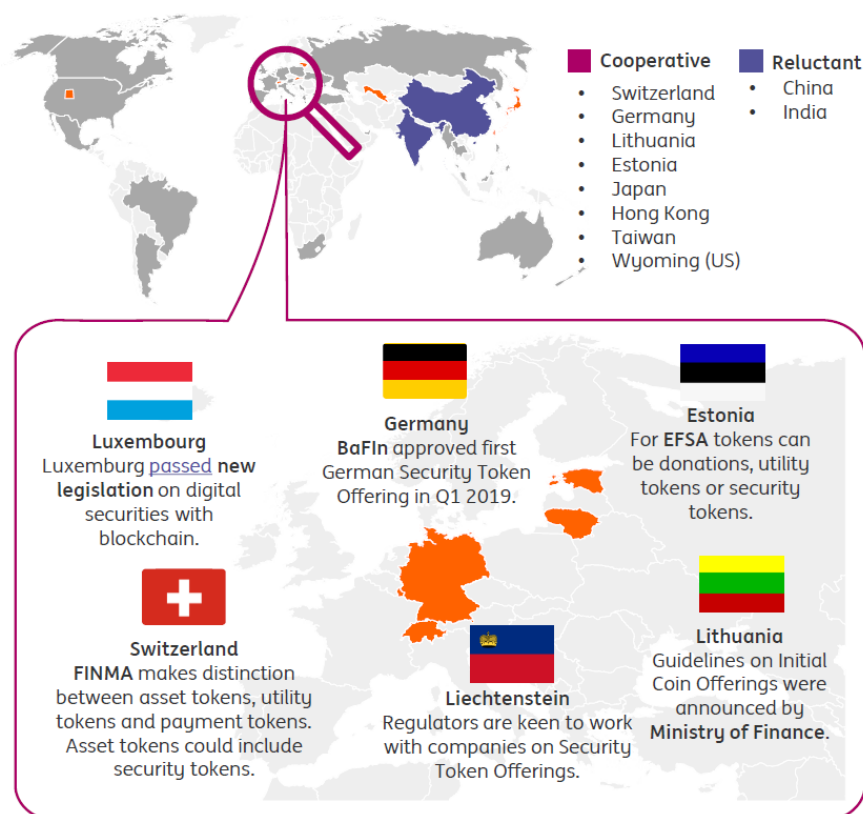 Cooperative
• Switzerland
• Germany
• Lithuania
• Estonia
• Japan
• Hong Kong
• Taiwan
• Wyoming (US)
Reluctant
• China
• India
Luxembourg
Luxemburg passed new
legislation on digital
securities with
blockchain.
Germany
BaFIn approved first
German Security Token
Offering in Q1 2019.
Estonia
For EFSA tokens can
be donations, utility
tokens or security
tokens.
Switzerland
FINMA makes distinction
between asset tokens, utility
tokens and payment tokens.
Asset tokens could include
security tokens.
Liechtenstein
Regulators are keen to work
with companies on Security
Token Offerings.
Lithuania
Guidelines on Initial
Coin Offerings were
announced by
Ministry of Finance.